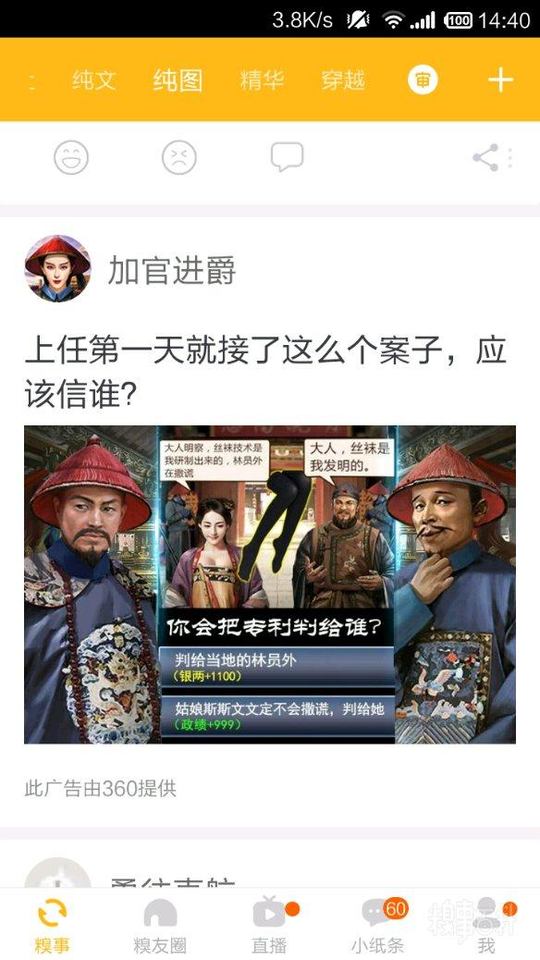 3.8K/s 100 14:40
纯文 纯图 精华 穿越 审
加官进爵
上任第一天就接了这么个案子，应
该信谁？
大人明察，丝袜技术是
我研制出来的，林员外
在撒谎
大人，丝袜是
我发明的。
你会把专利判给谁？
判给当地的林员外
（银两+1100）
姑娘斯斯文文定不会撒谎，判给她
（政绩+999）
此广告由360提供
60
糗事 糗友圈 直播 小纸条 我